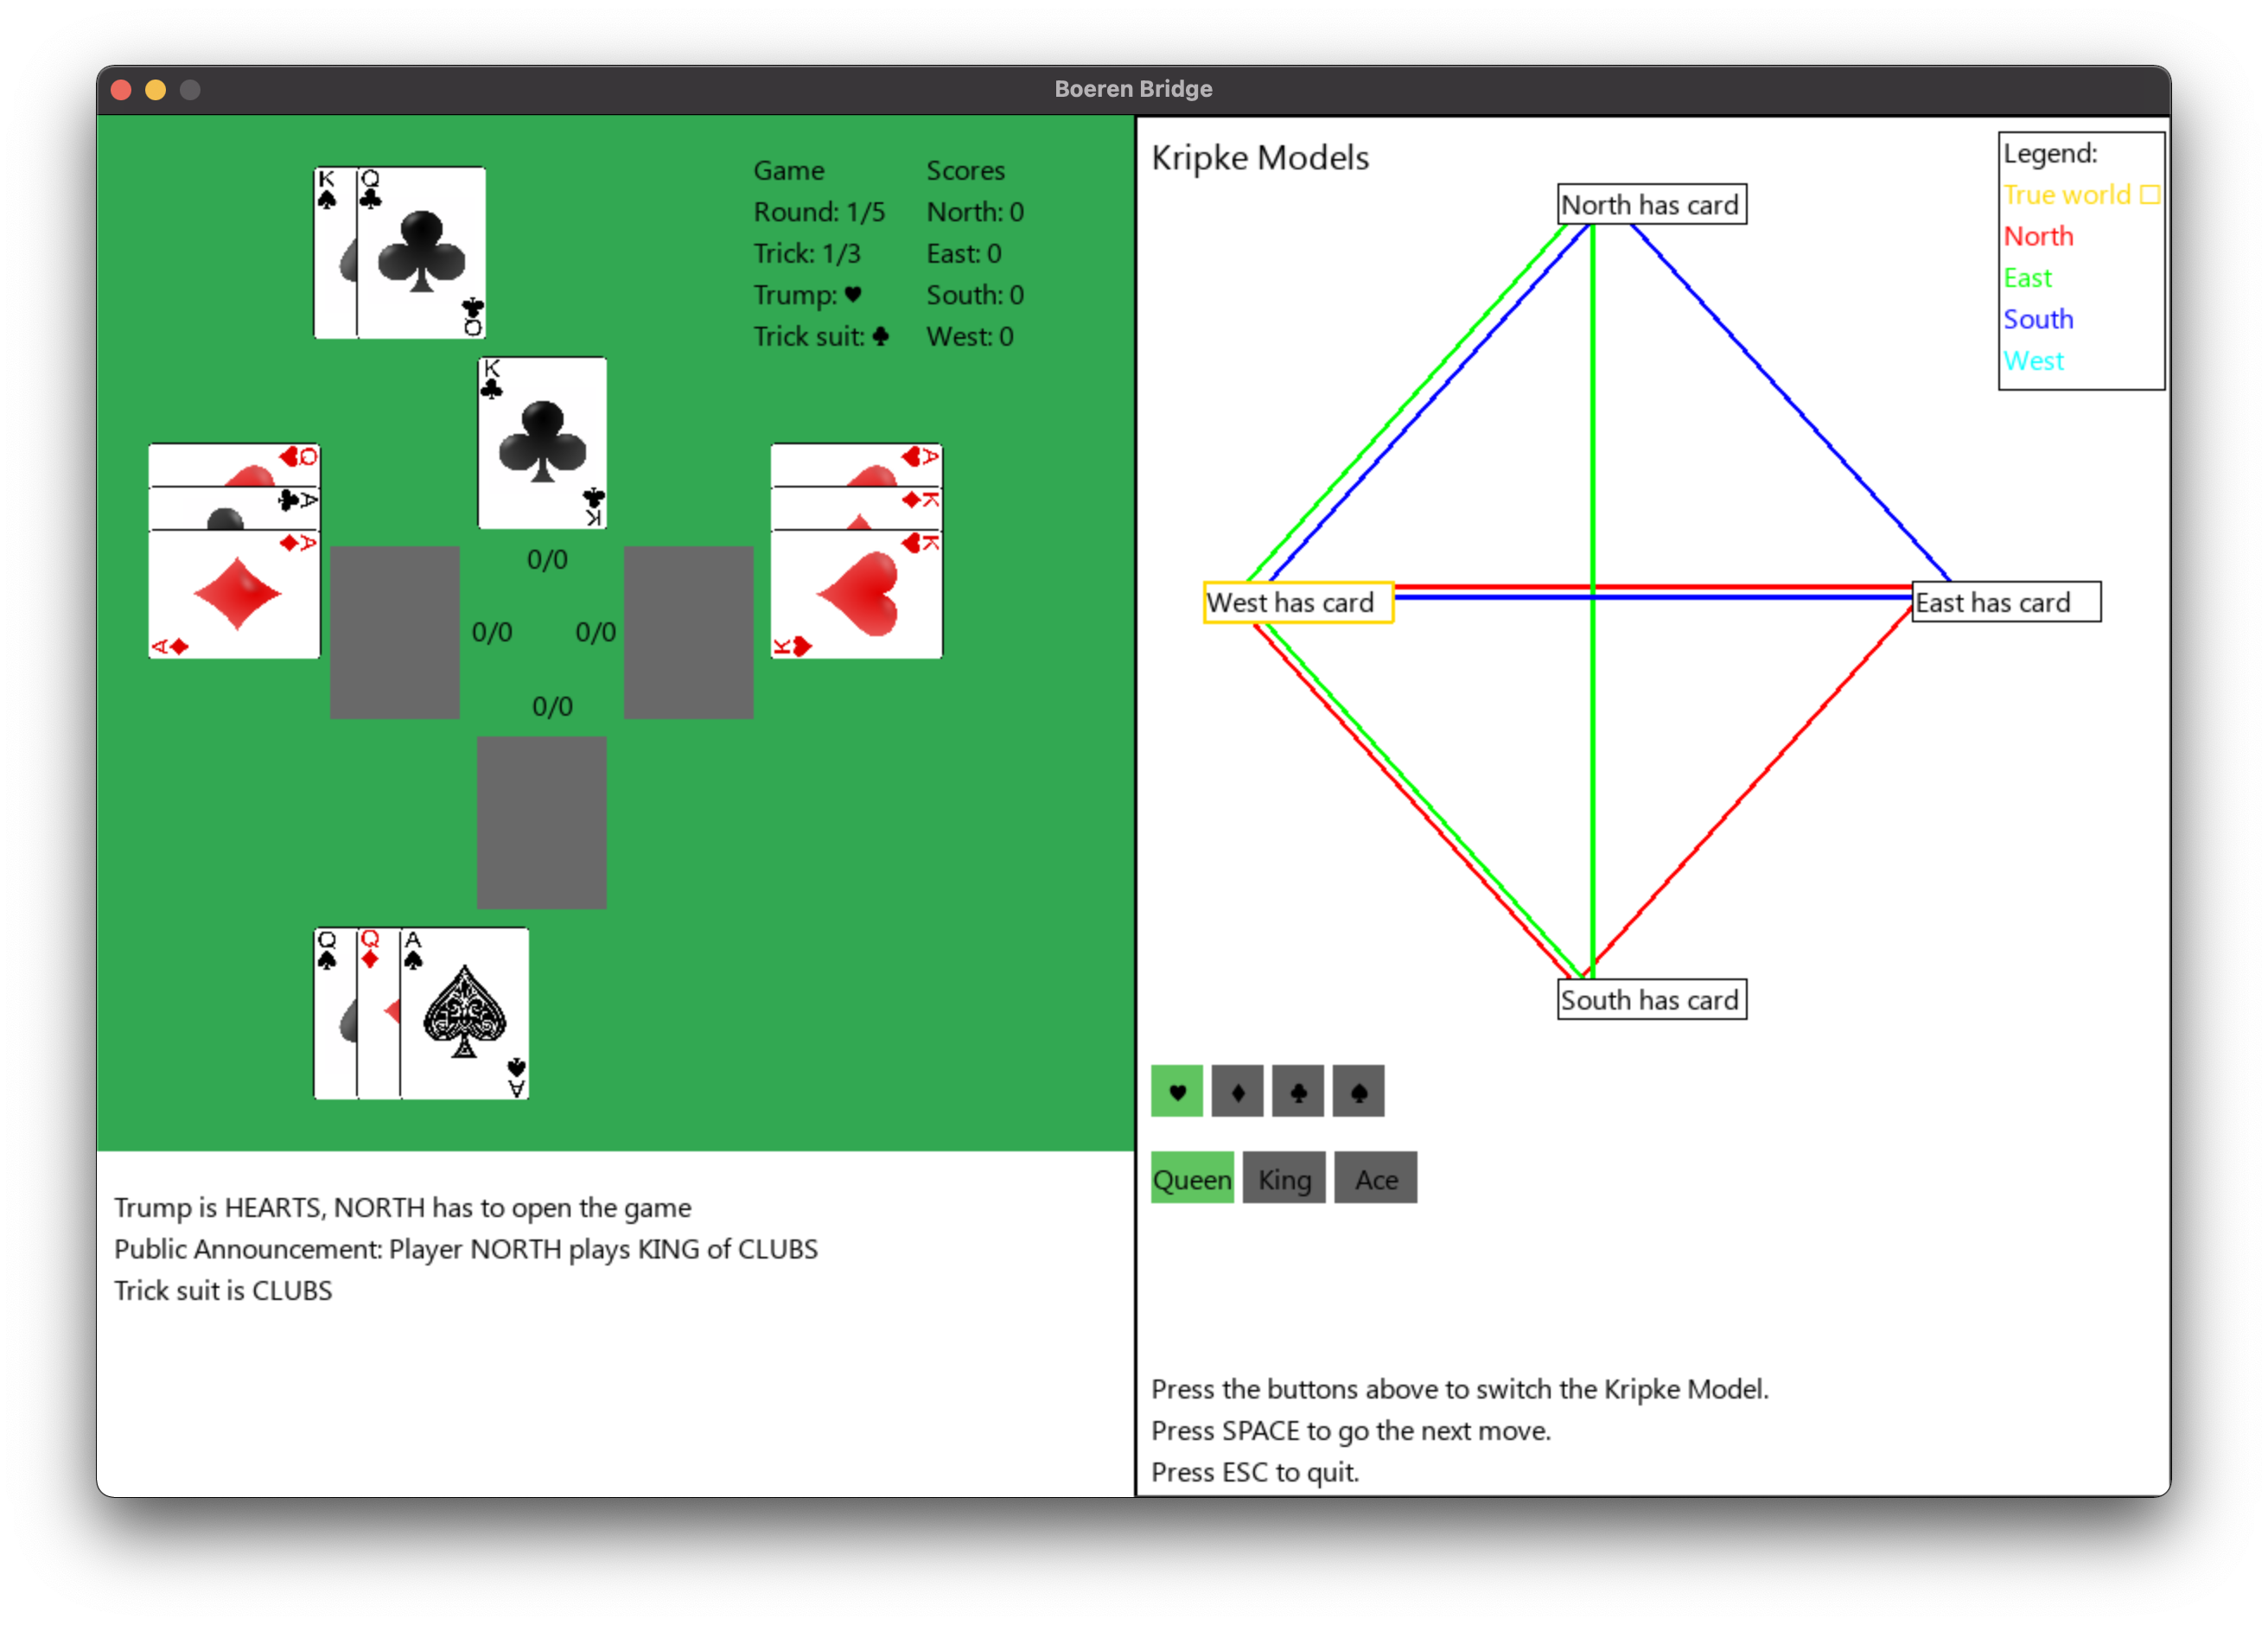 Boeren Bridge
Game
Round: 1/5
Trick: 1/3
Trump: ♥
Trick suit: ♣
Scores
North: 0
East: 0
South: 0
West: 0
K♠
Q♣
Q♣
K♣
K♣
Q♥
A♣
A♦
A♦
A♥
K♦
K♥
K♥
0/0
0/0 0/0
0/0
Q♠
Q♦
A♠
A♠
Trump is HEARTS, NORTH has to open the game
Public Announcement: Player NORTH plays KING of CLUBS
Trick suit is CLUBS
Kripke Models
Legend:
True world □
North
East
South
West
North has card
West has card
East has card
South has card
♥ ♦ ♣ ♠
Queen King Ace
Press the buttons above to switch the Kripke Model.
Press SPACE to go the next move.
Press ESC to quit.